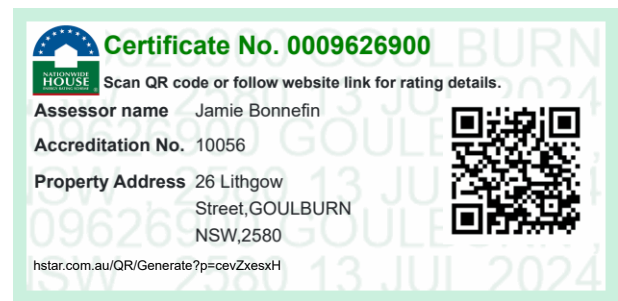 Certificate No. 0009626900
NATIONWIDE
HOUSE
ENERGY RATING SCHEME
Scan QR code or follow website link for rating details.
Assessor name Jamie Bonnefin
Accreditation No. 10056
Property Address 26 Lithgow
Street,GOULBURN
NSW,2580
hstar.com.au/QR/Generate?p=cevZxesxH